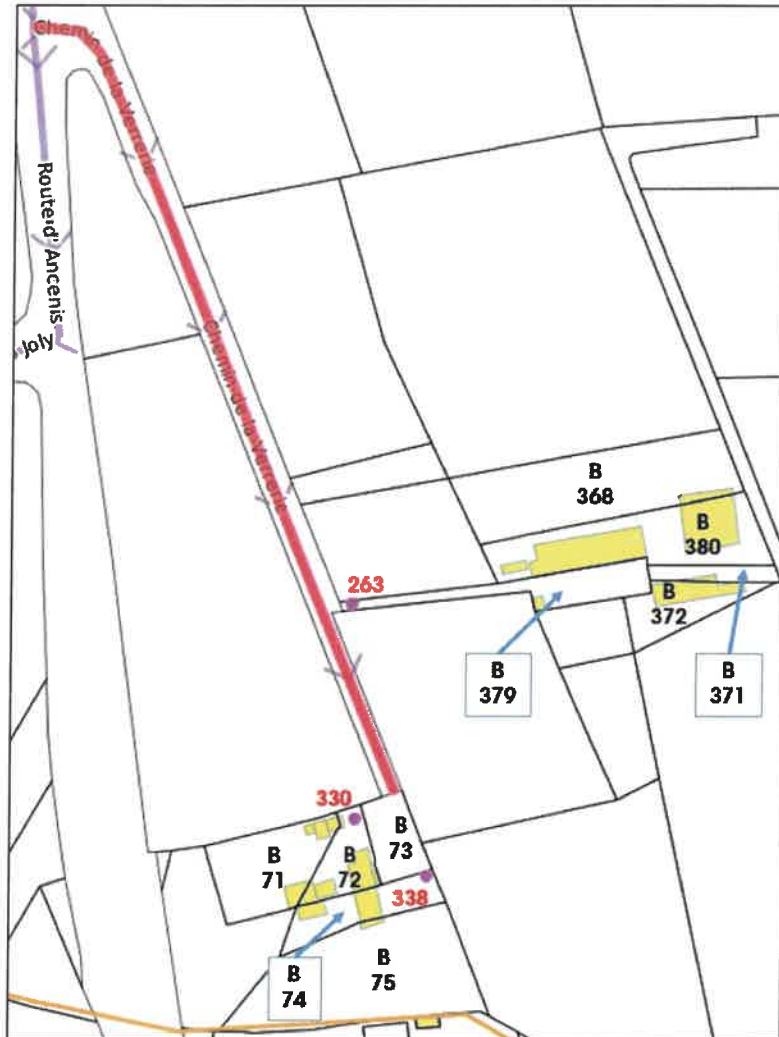 Chemin de la Verrerie
Route d'Ancenis
Joly
Chemin de la Verrerie
B
368
B
380
263
B
372
B
379
B
371
330
B
73
B
71
B
72
338
B
74
B
75